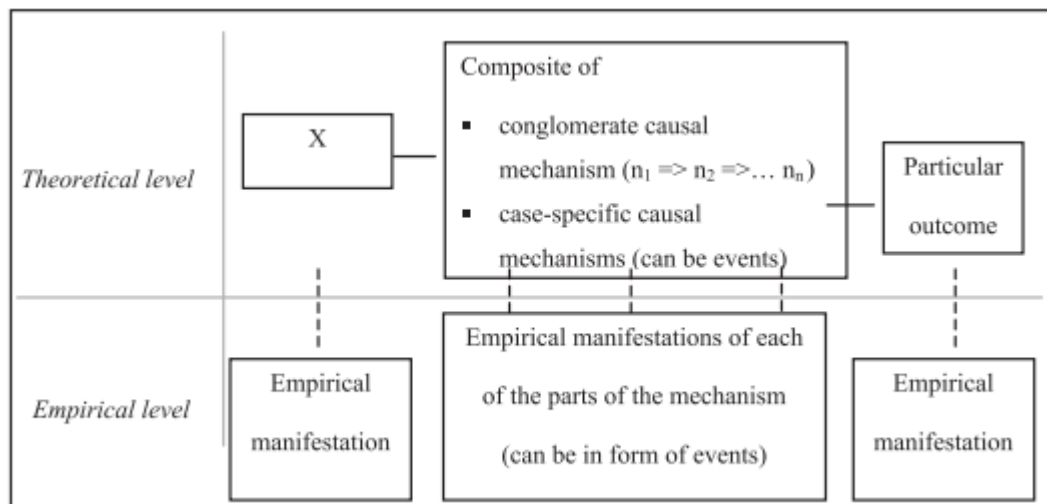 Theoretical level
X
Composite of
▪ conglomerate causal
mechanism (n₁ => n₂ =>… nₙ)
▪ case-specific causal
mechanisms (can be events)
Particular
outcome
Empirical level
Empirical
manifestation
Empirical manifestations of each
of the parts of the mechanism
(can be in form of events)
Empirical
manifestation